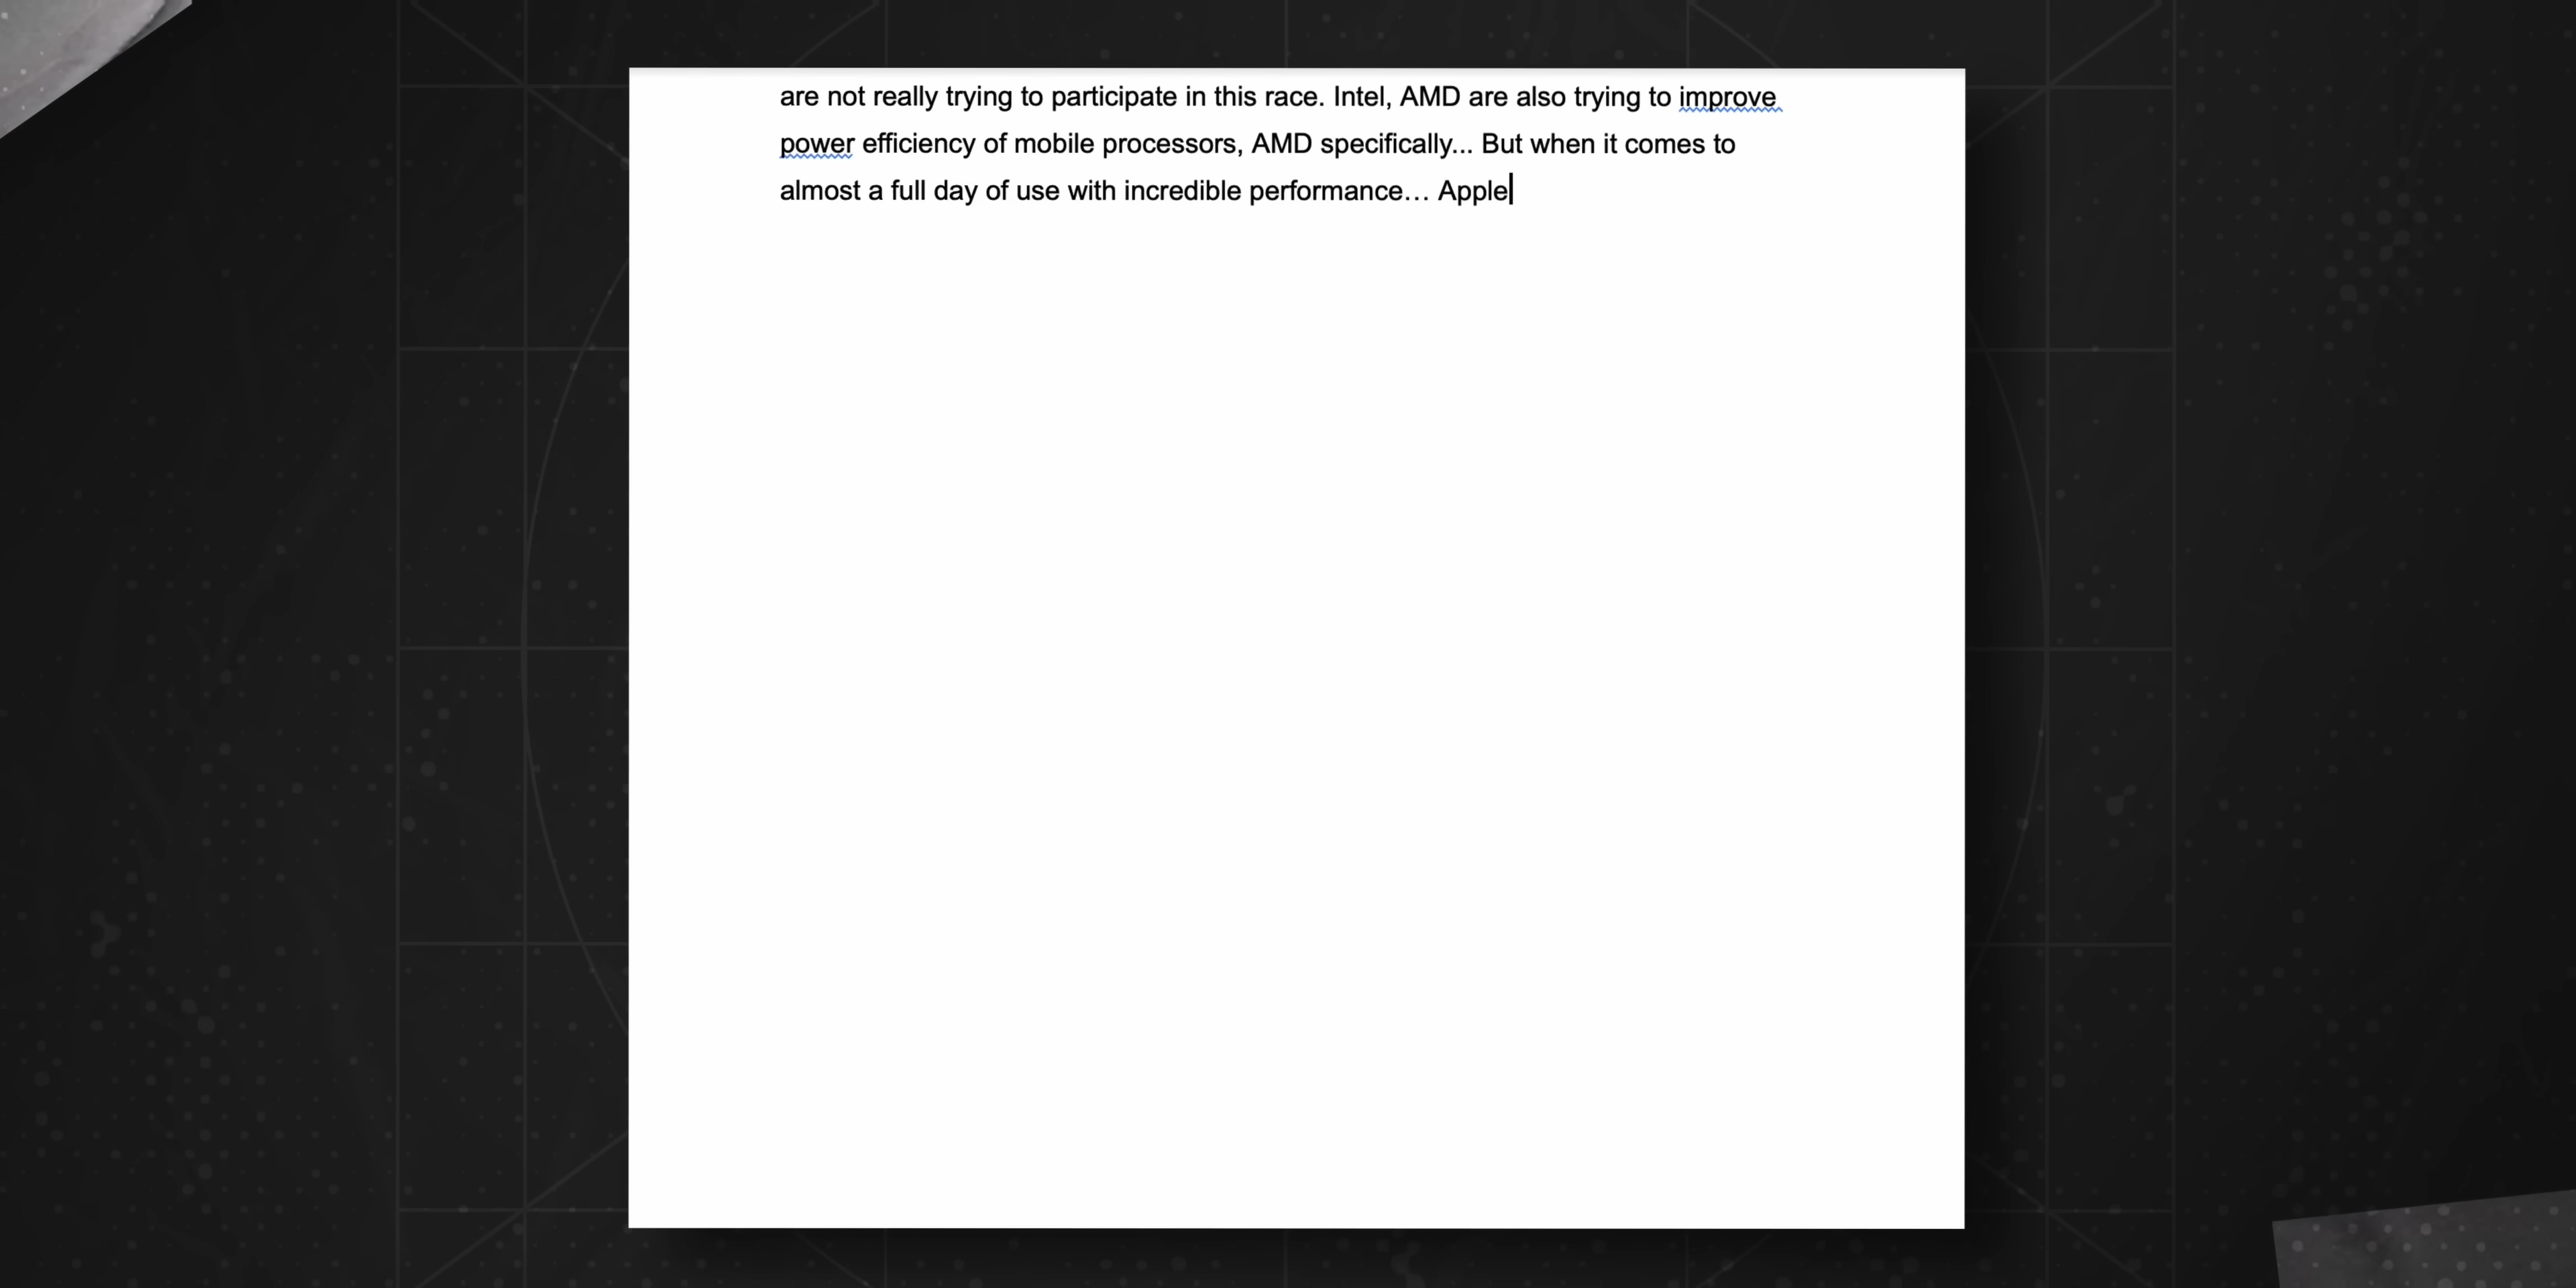 are not really trying to participate in this race. Intel, AMD are also trying to improve
power efficiency of mobile processors, AMD specifically... But when it comes to
almost a full day of use with incredible performance… Apple